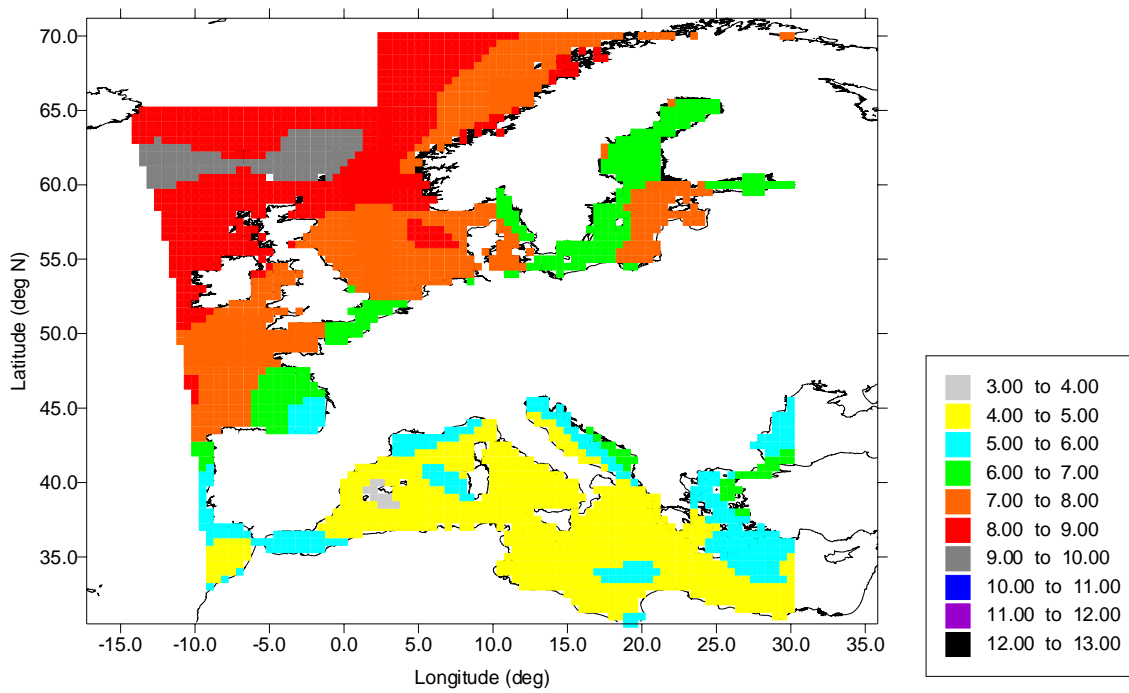 70.0
65.0
60.0
55.0
50.0
45.0
40.0
35.0
Latitude (deg N)
-15.0 -10.0 -5.0 0.0 5.0 10.0 15.0 20.0 25.0 30.0 35.0
Longitude (deg)
3.00 to 4.00
4.00 to 5.00
5.00 to 6.00
6.00 to 7.00
7.00 to 8.00
8.00 to 9.00
9.00 to 10.00
10.00 to 11.00
11.00 to 12.00
12.00 to 13.00